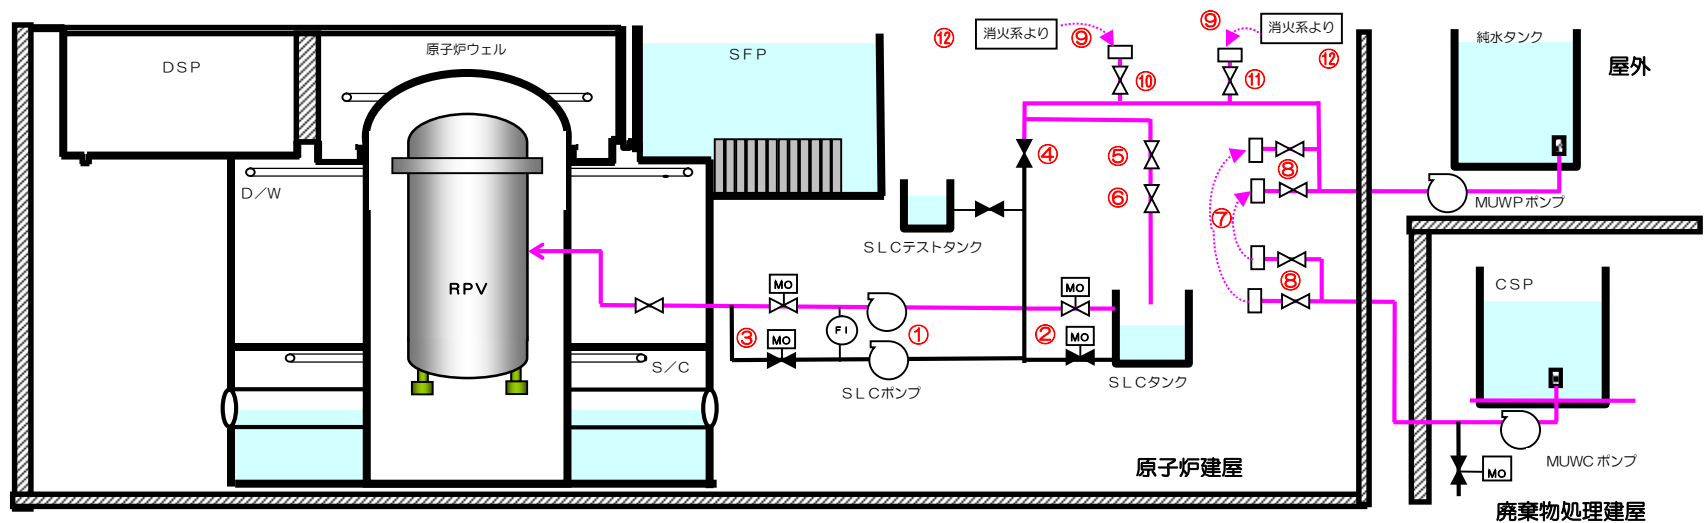 ⑫
消火系より
⑨
⑨
消火系より
⑫
純水タンク
屋外
原子炉ウェル
SFP
DSP
⑩
⑪
④
⑤
⑧
⑥
D/W
⑦
MUWPポンプ
SLCテストタンク
RPV
MO
MO
⑧
CSP
FI
①
②
③
MO
MO
S/C
SLCポンプ
SLCタンク
原子炉建屋
MUWCポンプ
MO
廃棄物処理建屋